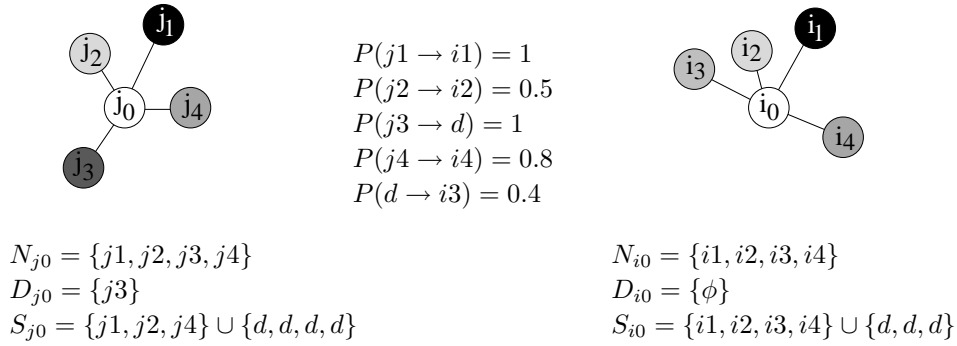 j1
j2
j0
j4
j3
P(j1 → i1) = 1
P(j2 → i2) = 0.5
P(j3 → d) = 1
P(j4 → i4) = 0.8
P(d → i3) = 0.4
i1
i2
i3
i0
i4
N_{j0} = {j1, j2, j3, j4}
D_{j0} = {j3}
S_{j0} = {j1, j2, j4} ∪ {d, d, d, d}
N_{i0} = {i1, i2, i3, i4}
D_{i0} = {ϕ}
S_{i0} = {i1, i2, i3, i4} ∪ {d, d, d}